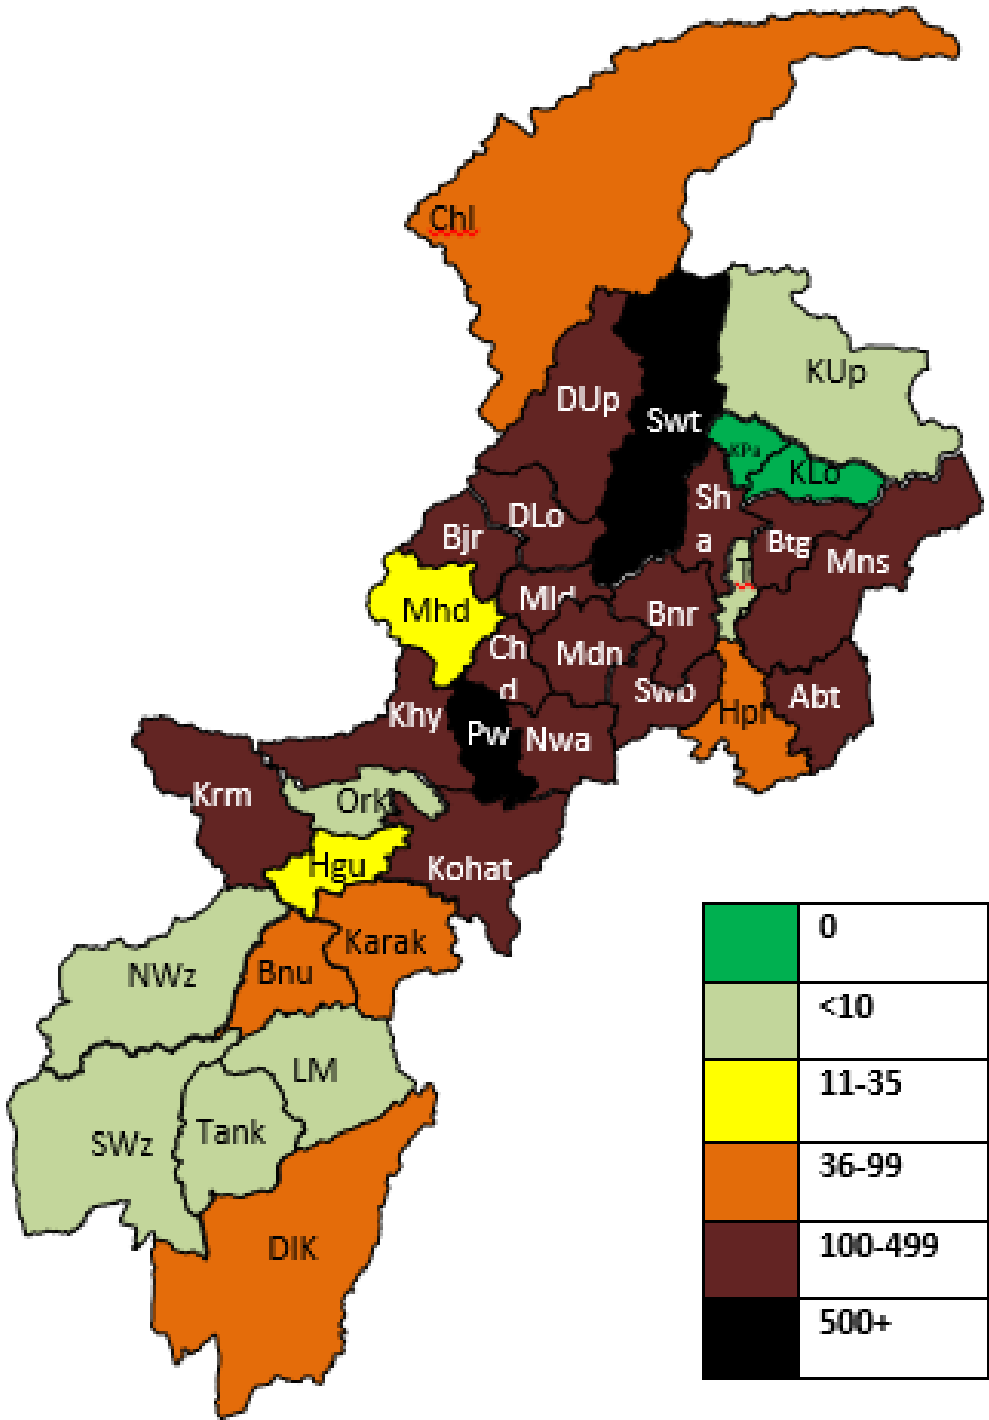 Chl
KUp
DUp
Swt
KPa
KLo
Sh
a
DLo
Bjr
Btg
Mns
T
Mld
Mhd
Bnr
Ch
d
Mdn
Swb
Abt
Khy
Hpr
Pw
Nwa
Krm
Ork
Hgu
Kohat
Karak
NWz
Bnu
LM
SWz
Tank
DIK
0
<10
11-35
36-99
100-499
500+